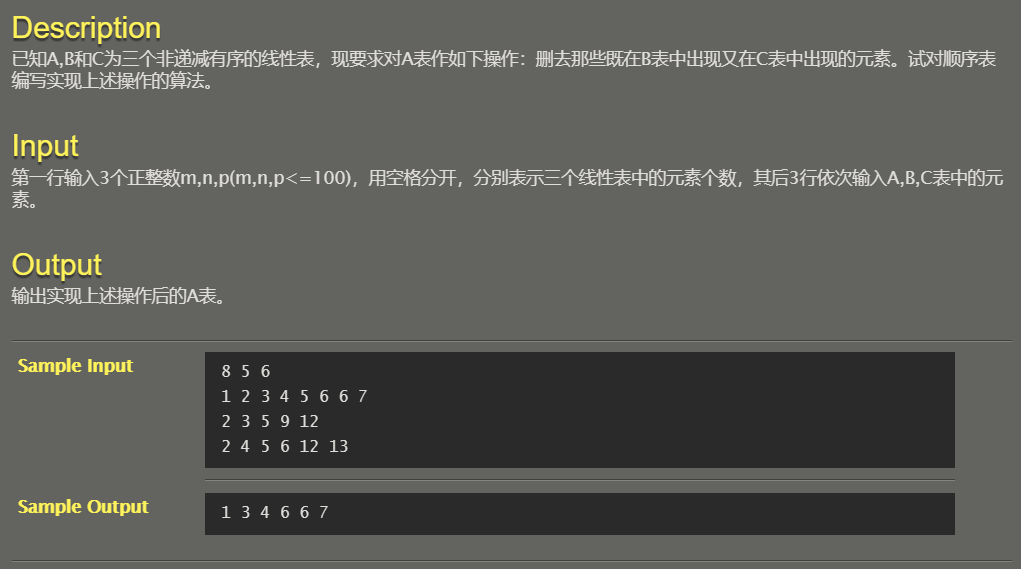 Description
已知A,B和C为三个非递减有序的线性表，现要求对A表作如下操作：删去那些既在B表中出现又在C表中出现的元素。试对顺序表
编写实现上述操作的算法。
Input
第一行输入3个正整数m,n,p(m,n,p<=100)，用空格分开，分别表示三个线性表中的元素个数，其后3行依次输入A,B,C表中的元
素。
Output
输出实现上述操作后的A表。
Sample Input
8 5 6
1 2 3 4 5 6 6 7
2 3 5 9 12
2 4 5 6 12 13
Sample Output
1 3 4 6 6 7